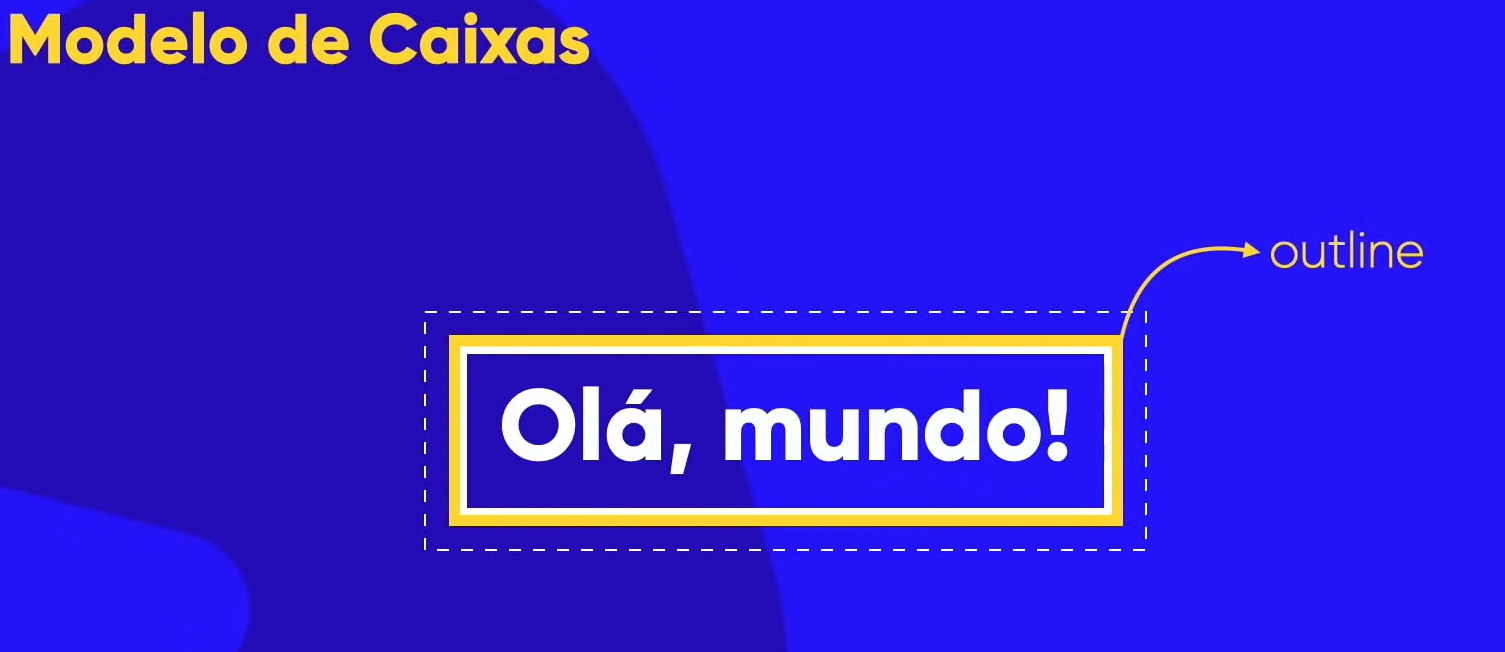 Modelo de Caixas
outline
Olá, mundo!